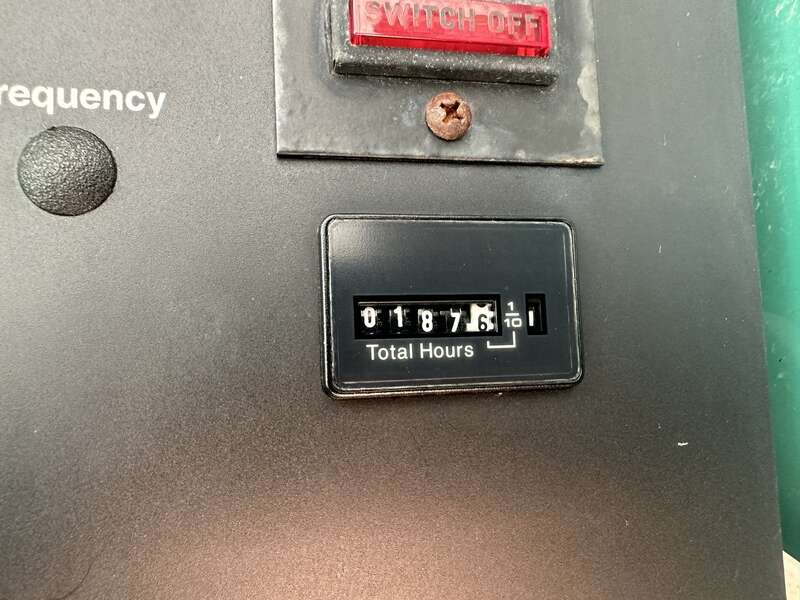 SWITCH OFF
requency
01876 1/10
Total Hours